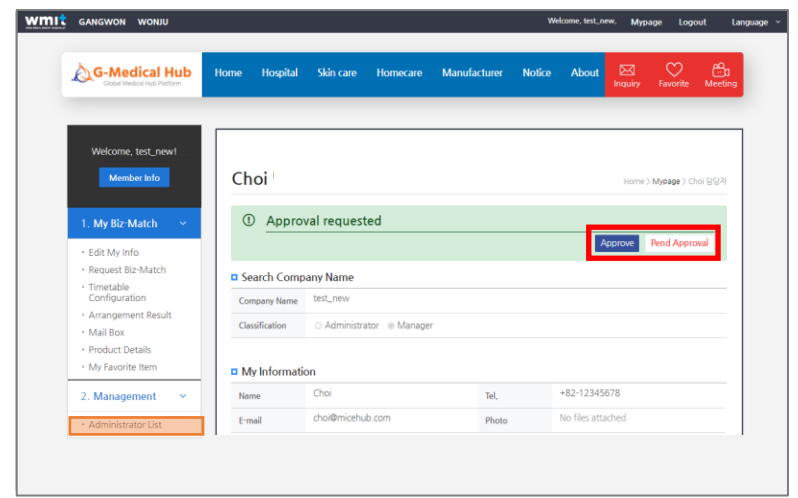 wmit GANGWON WONJU Welcome, test_new, Mypage Logout Language
G-Medical Hub
Global Medical Hub Platform
Home Hospital Skin care Homecare Manufacturer Notice About Inquiry Favorite Meeting
Welcome, test_new!
Member Info
1. My Biz-Match
· Edit My Info
· Request Biz-Match
· Timetable
Configuration
· Arrangement Result
· Mail Box
· Product Details
· My Favorite Item
2. Management
· Administrator List
Choi
Home > Mypage > Choi 담당자
Approval requested
Approve Pend Approval
Search Company Name
Company Name test_new
Classification Administrator Manager
My Information
Name Choi Tel, +82-12345678
E-mail choi@micehub.com Photo No files attached